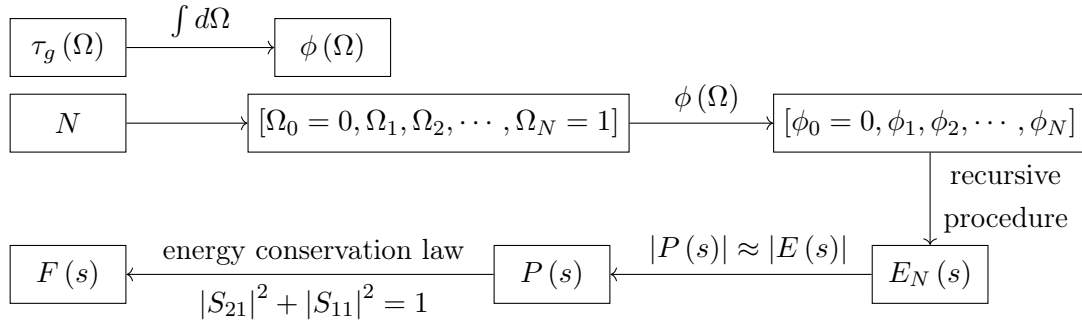 ∫ dΩ
τ_g (Ω)
ϕ (Ω)
N
[Ω_0 = 0, Ω_1, Ω_2, ⋯ , Ω_N = 1]
ϕ (Ω)
[ϕ_0 = 0, ϕ_1, ϕ_2, ⋯ , ϕ_N]
recursive
procedure
E_N (s)
|P (s)| ≈ |E (s)|
P (s)
energy conservation law
|S_21|^2 + |S_11|^2 = 1
F (s)